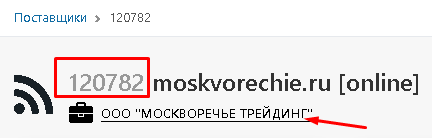 Поставщики > 120782
120782 moskvorechie.ru [online]
ООО "МОСКВОРЕЧЬЕ ТРЕЙДИНГ"